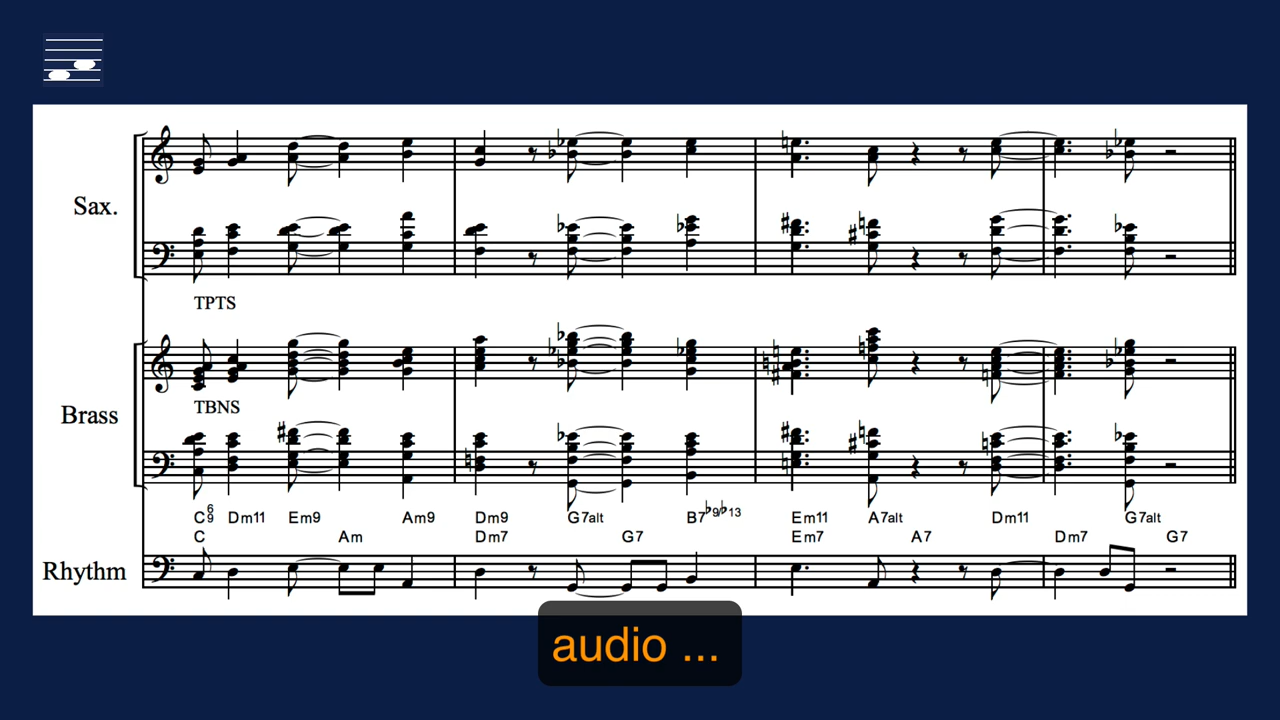 Sax.
TPTS
Brass
TBNS
C6/9 Dm11 Em9 Am9 Dm9 G7alt B7♭9/♭13 Em11 A7alt Dm11 G7alt
C Am Dm7 G7 Em7 A7 Dm7 G7
Rhythm
audio ...